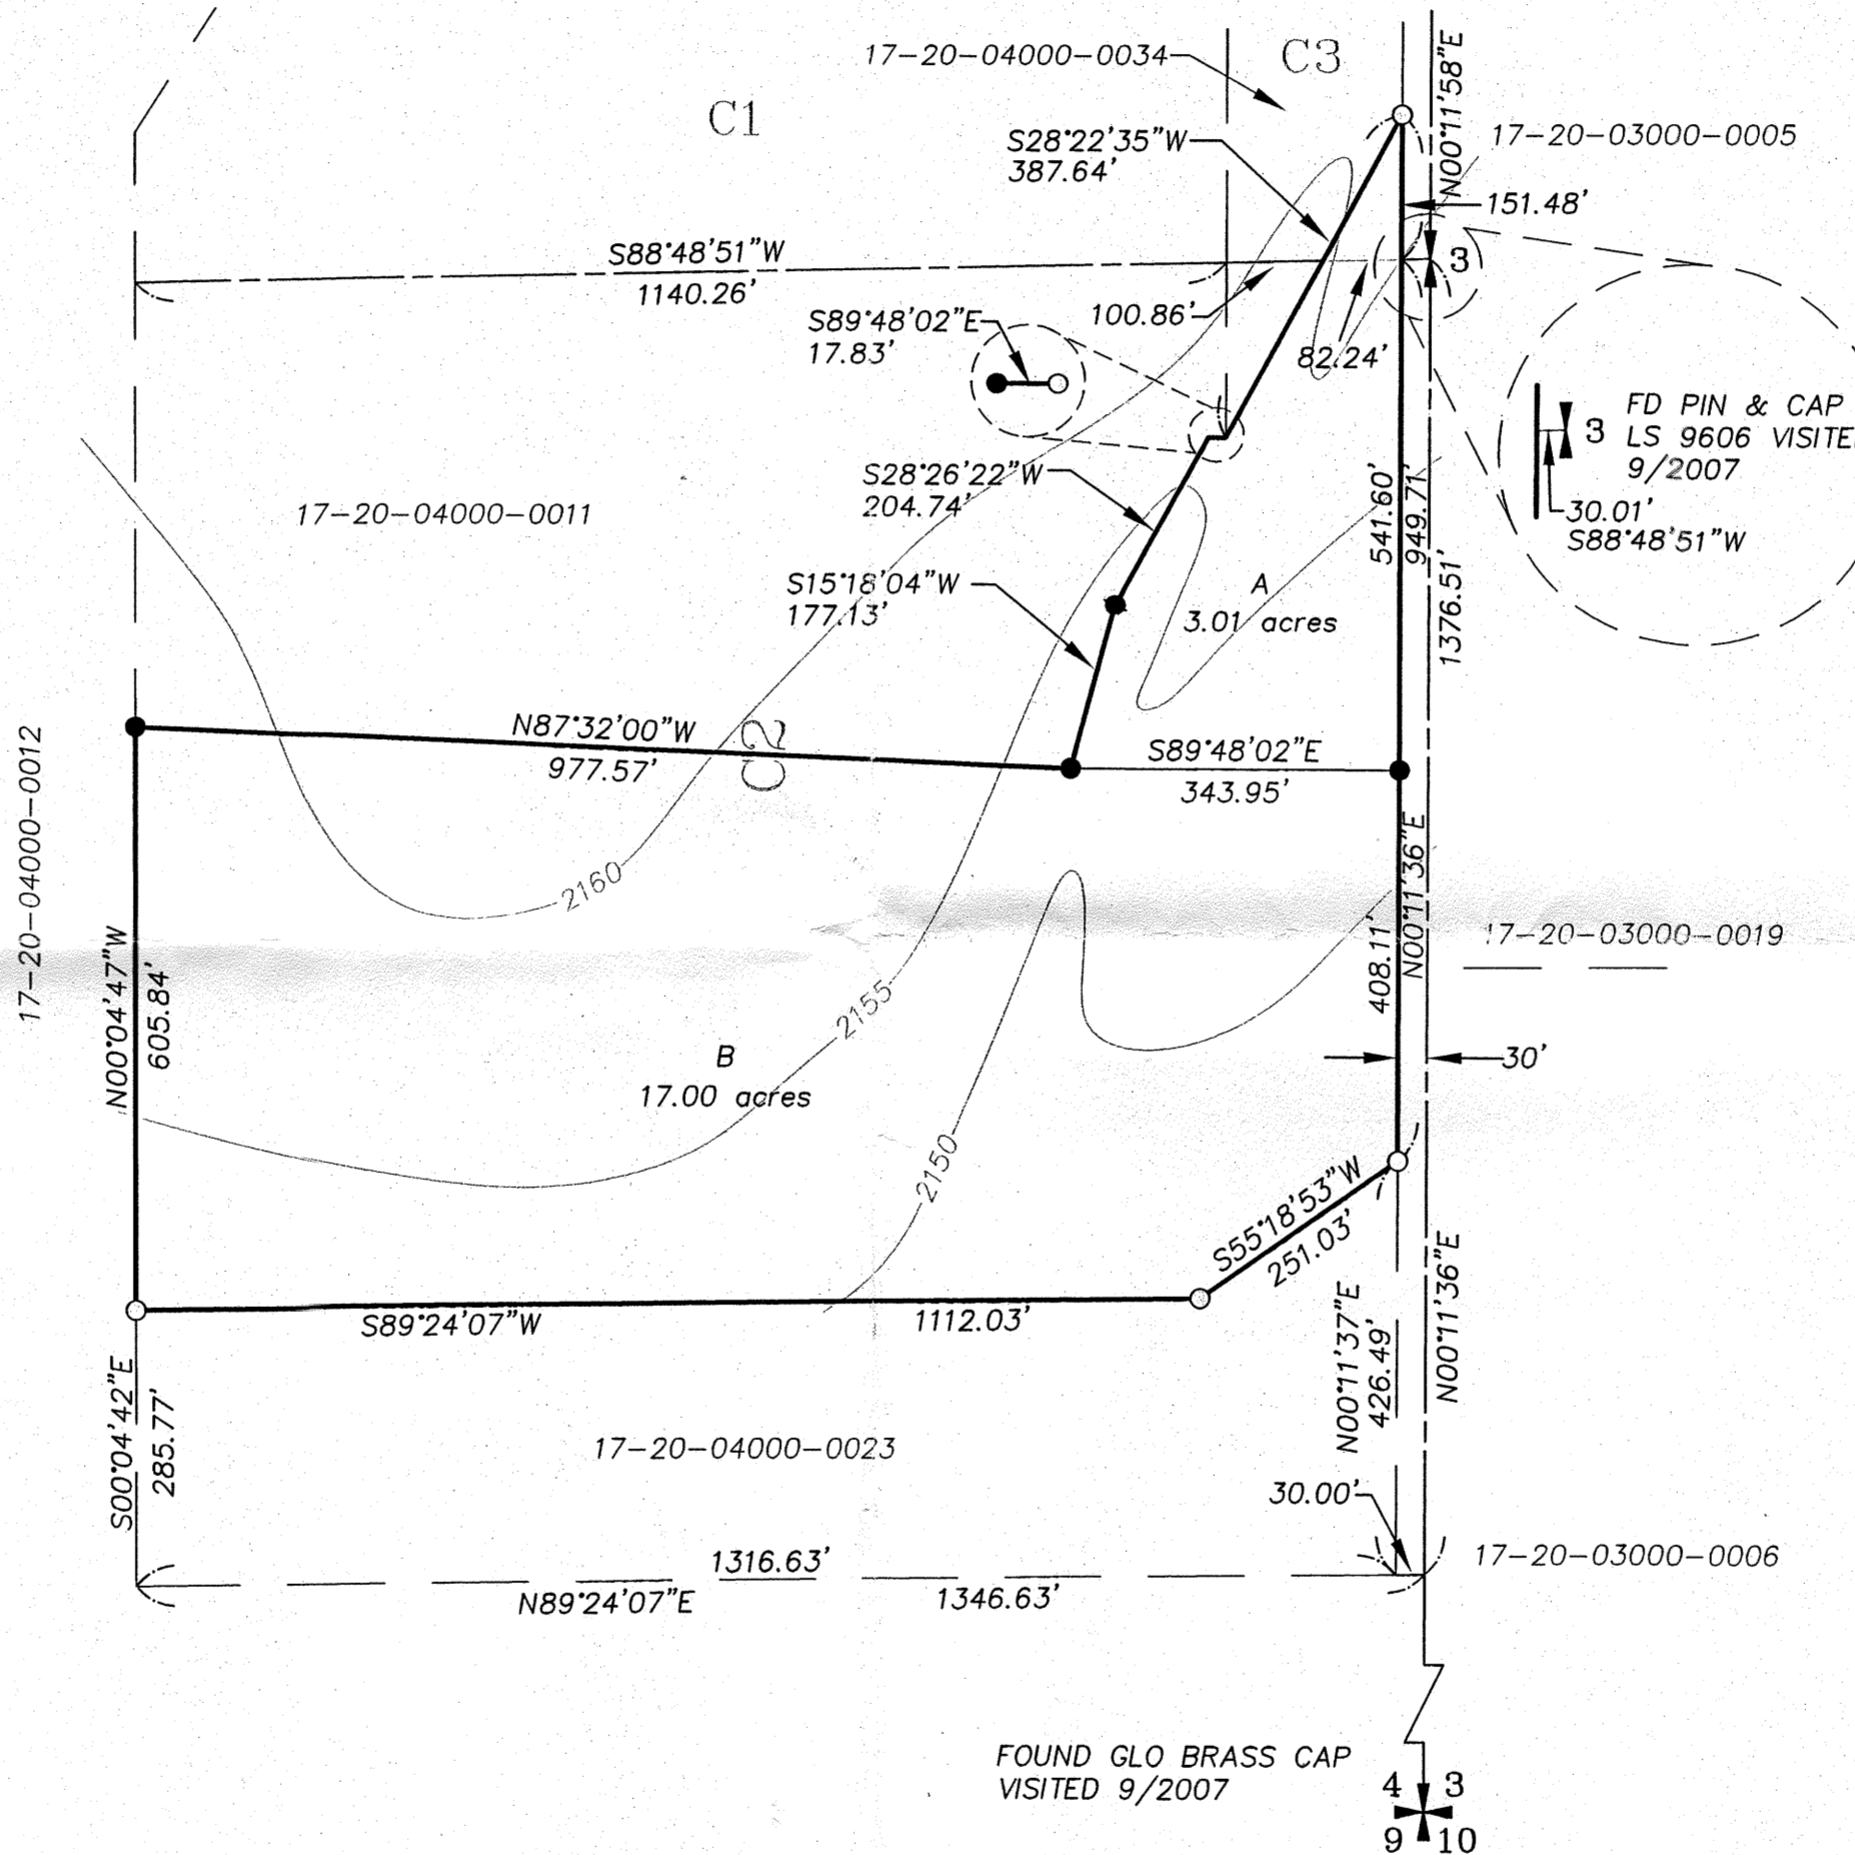 17-20-04000-0034
C3
C1
N00°11'58"E
17-20-03000-0005
S28°22'35"W
387.64'
151.48'
S88°48'51"W
1140.26'
3
100.86'
82.24'
S89°48'02"E
17.83'
FD PIN & CAP
3 LS 9606 VISITE
9/2007
30.01'
S88°48'51"W
S28°26'22"W
204.74'
17-20-04000-0011
541.60'
949.71'
1376.51'
S15°18'04"W
177.13'
A
3.01 acres
N87°32'00"W
977.57'
C2
S89°48'02"E
343.95'
17-20-04000-0012
2160
N00°11'36"E
408.11'
17-20-03000-0019
N00°04'47"W
605.84'
2155
B
17.00 acres
30'
2150
S55°18'53"W
251.03'
S89°24'07"W
1112.03'
N00°11'37"E
426.49'
N00°11'36"E
S00°04'42"E
285.77'
17-20-04000-0023
30.00'
1316.63'
N89°24'07"E
1346.63'
17-20-03000-0006
FOUND GLO BRASS CAP
VISITED 9/2007
4 3
9 10